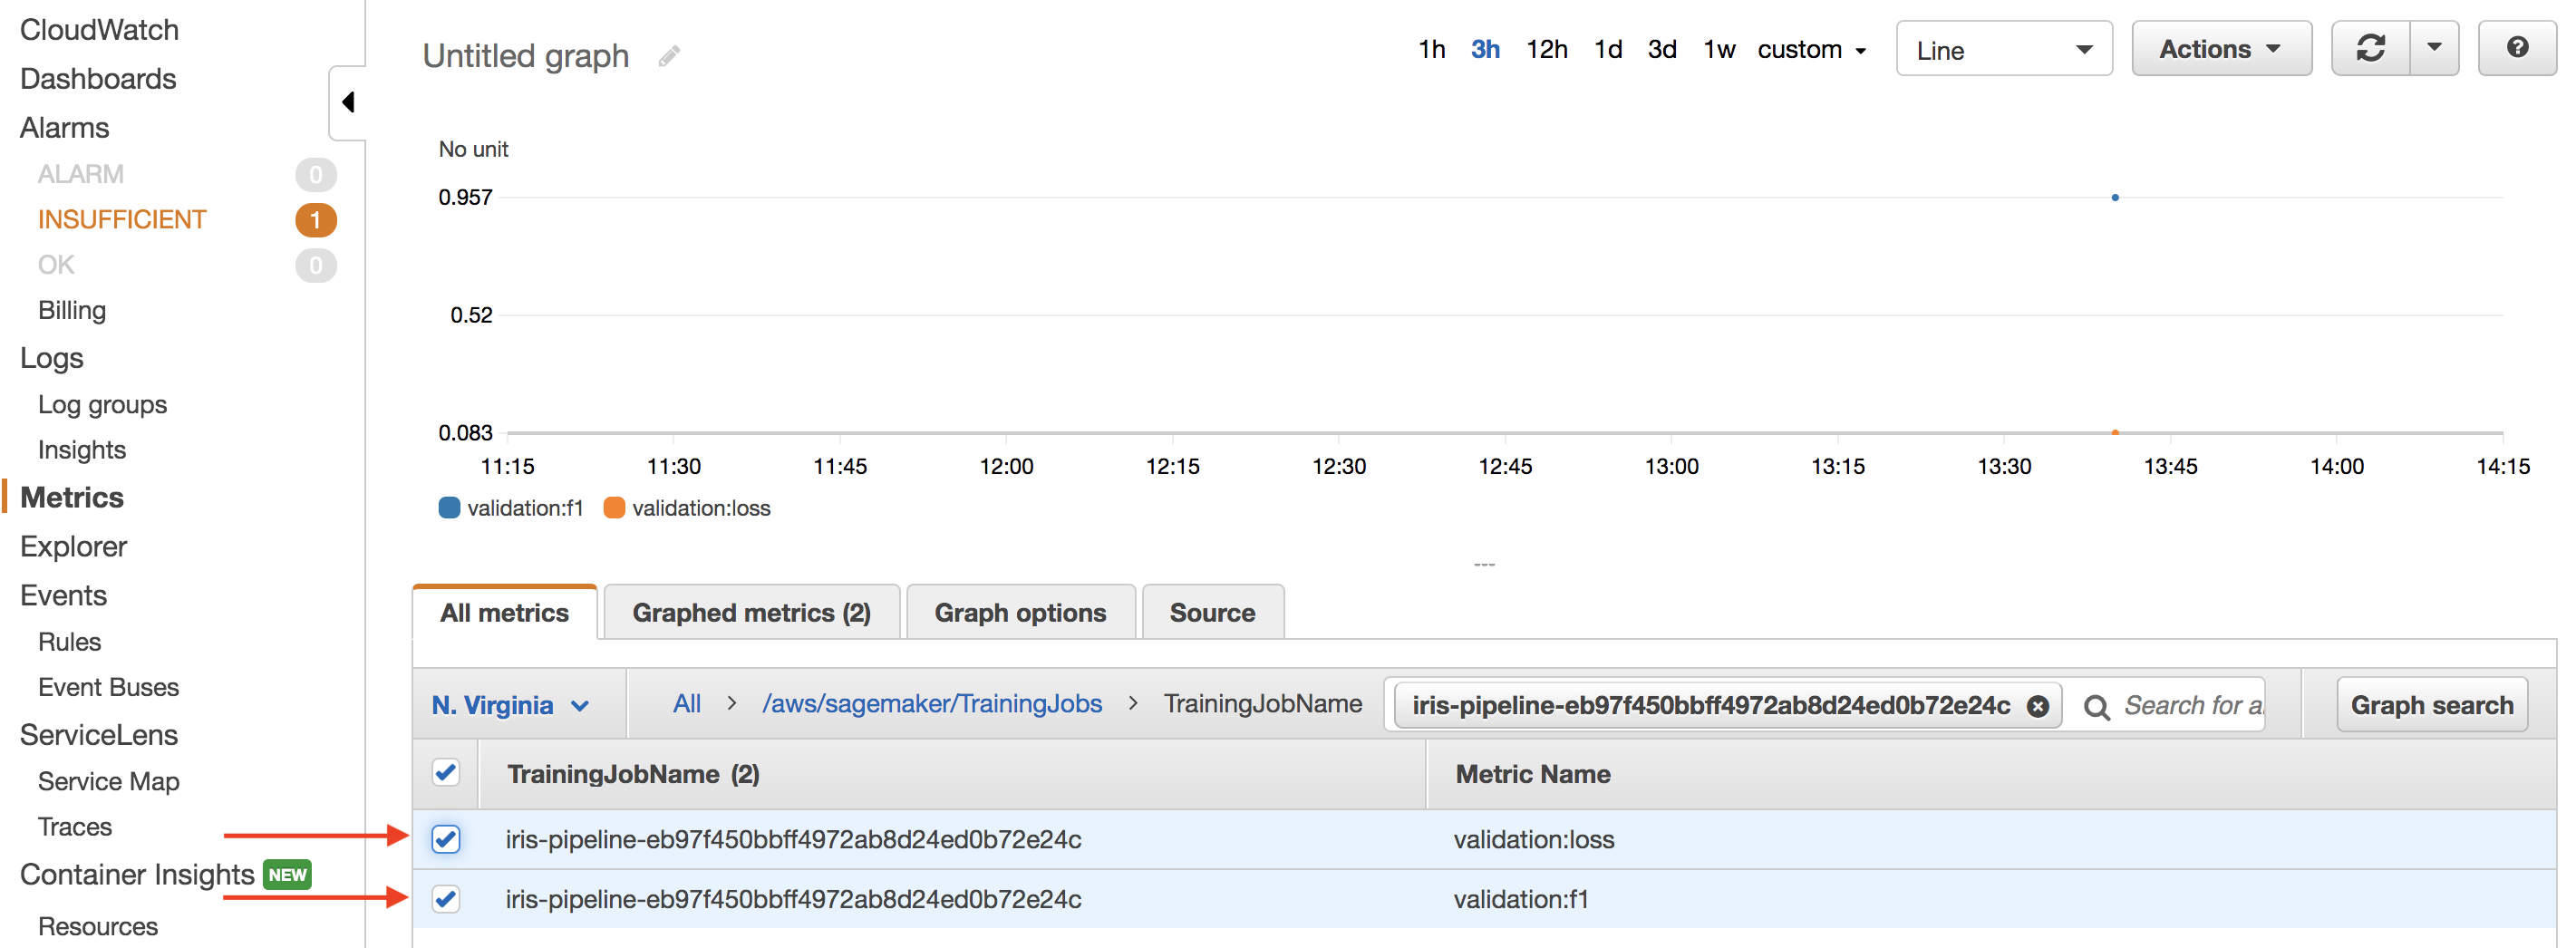 CloudWatch
Dashboards
Alarms
ALARM 0
INSUFFICIENT 1
OK 0
Billing
Logs
Log groups
Insights
Metrics
Explorer
Events
Rules
Event Buses
ServiceLens
Service Map
Traces
Container Insights NEW
Resources
Untitled graph
1h 3h 12h 1d 3d 1w custom
Line
Actions
?
No unit
0.957
0.52
0.083
11:15 11:30 11:45 12:00 12:15 12:30 12:45 13:00 13:15 13:30 13:45 14:00 14:15
validation:f1 validation:loss
---
All metrics Graphed metrics (2) Graph options Source
N. Virginia All > /aws/sagemaker/TrainingJobs > TrainingJobName iris-pipeline-eb97f450bbff4972ab8d24ed0b72e24c Search for a Graph search
TrainingJobName (2) Metric Name
iris-pipeline-eb97f450bbff4972ab8d24ed0b72e24c validation:loss
iris-pipeline-eb97f450bbff4972ab8d24ed0b72e24c validation:f1